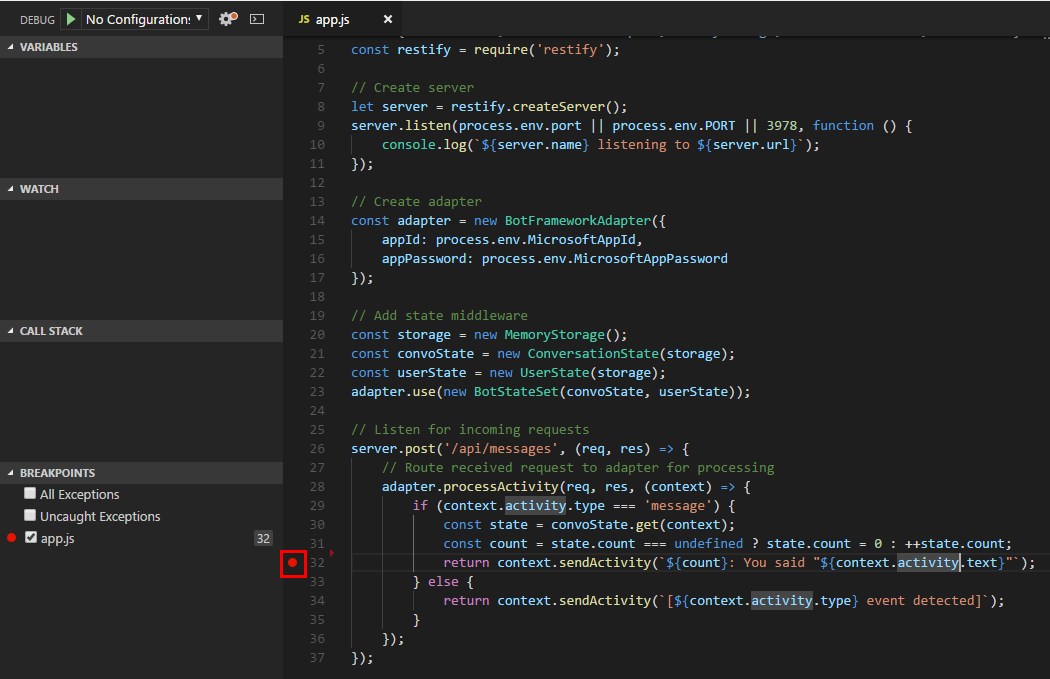 DEBUG No Configurations
JS app.js ×
VARIABLES
WATCH
CALL STACK
BREAKPOINTS
All Exceptions
Uncaught Exceptions
app.js 32
5 const restify = require('restify');
6
7 // Create server
8 let server = restify.createServer();
9 server.listen(process.env.port || process.env.PORT || 3978, function () {
10     console.log(`${server.name} listening to ${server.url}`);
11 });
12
13 // Create adapter
14 const adapter = new BotFrameworkAdapter({
15     appId: process.env.MicrosoftAppId,
16     appPassword: process.env.MicrosoftAppPassword
17 });
18
19 // Add state middleware
20 const storage = new MemoryStorage();
21 const convoState = new ConversationState(storage);
22 const userState = new UserState(storage);
23 adapter.use(new BotStateSet(convoState, userState));
24
25 // Listen for incoming requests
26 server.post('/api/messages', (req, res) => {
27     // Route received request to adapter for processing
28     adapter.processActivity(req, res, (context) => {
29         if (context.activity.type === 'message') {
30             const state = convoState.get(context);
31             const count = state.count === undefined ? state.count = 0 : ++state.count;
32             return context.sendActivity(`${count}: You said "${context.activity.text}"`);
33         } else {
34             return context.sendActivity(`[${context.activity.type} event detected]`);
35         }
36     });
37 });